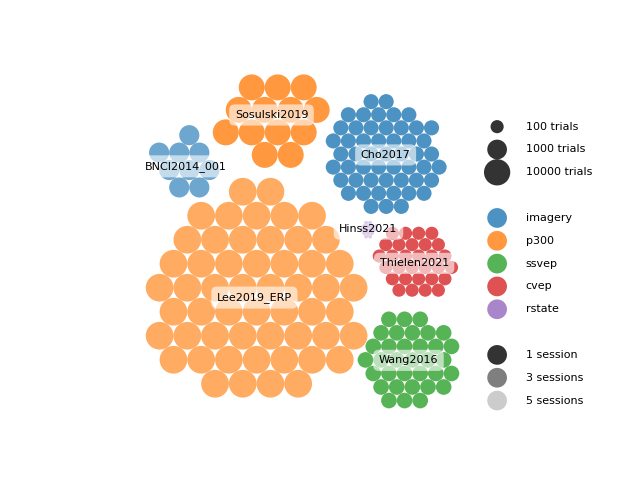 Sosulski2019
Cho2017
BNCI2014_001
Hinss2021
Thielen2021
Lee2019_ERP
Wang2016
100 trials
1000 trials
10000 trials
imagery
p300
ssvep
cvep
rstate
1 session
3 sessions
5 sessions